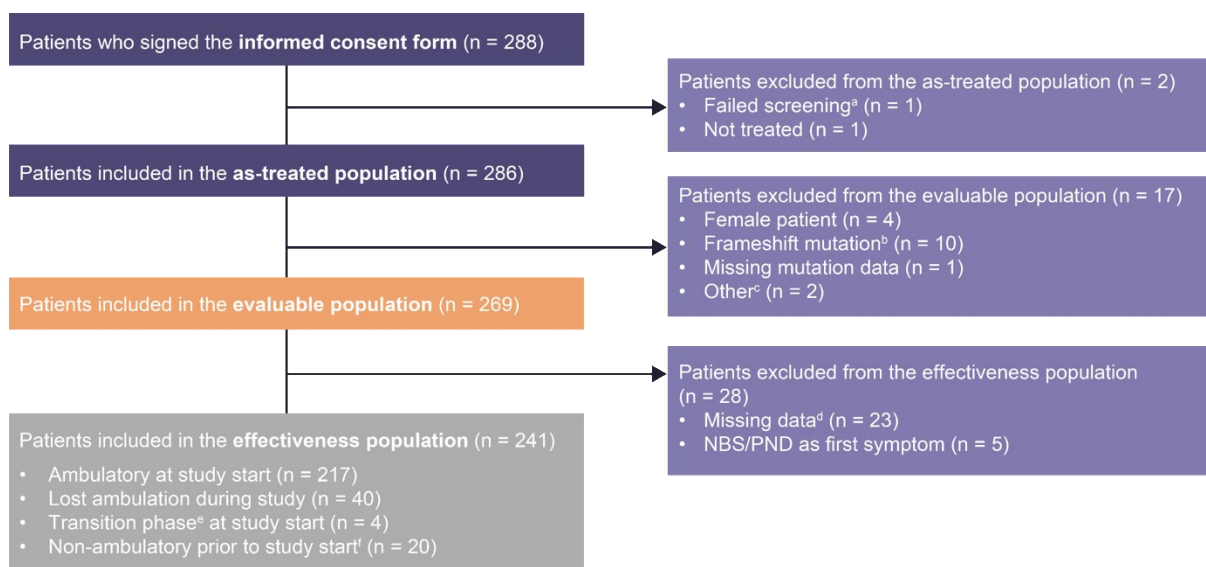 Patients who signed the informed consent form (n = 288)
Patients excluded from the as-treated population (n = 2)
• Failed screeningᵃ (n = 1)
• Not treated (n = 1)
Patients included in the as-treated population (n = 286)
Patients excluded from the evaluable population (n = 17)
• Female patient (n = 4)
• Frameshift mutationᵇ (n = 10)
• Missing mutation data (n = 1)
• Otherᶜ (n = 2)
Patients included in the evaluable population (n = 269)
Patients excluded from the effectiveness population
(n = 28)
• Missing dataᵈ (n = 23)
• NBS/PND as first symptom (n = 5)
Patients included in the effectiveness population (n = 241)
• Ambulatory at study start (n = 217)
• Lost ambulation during study (n = 40)
• Transition phaseᵉ at study start (n = 4)
• Non-ambulatory prior to study startᶠ (n = 20)